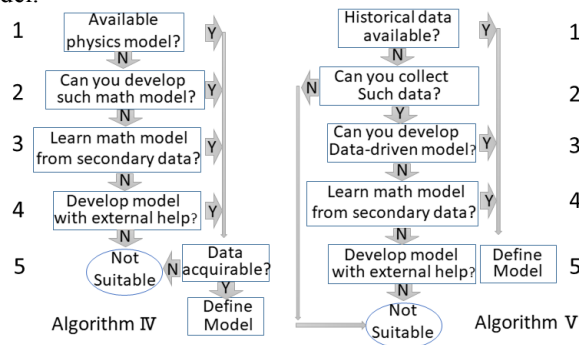 del.
1
Available
physics model?
Y
N
2
Can you develop
such math model?
Y
N
3
Learn math model
from secondary data?
Y
N
4
Develop model
with external help?
Y
N
5
Not
Suitable
N
Data
acquirable?
Y
Define
Model
Algorithm IV
Historical data
available?
Y
1
N
N
Can you collect
Such data?
2
Y
Can you develop
Data-driven model?
Y
3
N
Learn math model
from secondary data?
Y
4
N
Develop model
with external help?
Define
Model
5
N
Not
Suitable
Algorithm V